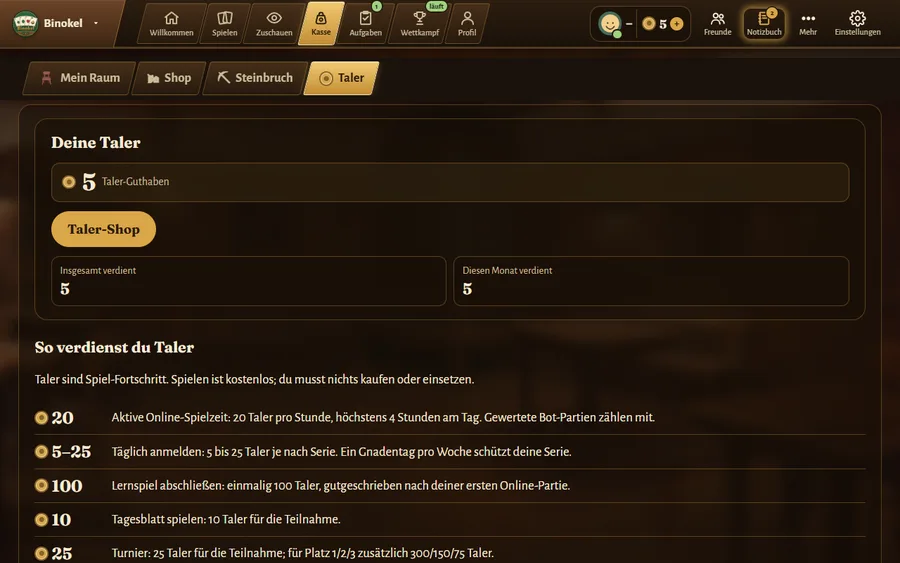 Binokel
Willkommen
Spielen
Zuschauen
Kasse
1
Aufgaben
läuft
Wettkampf
Profil
–
5
+
Freunde
2
Notizbuch
Mehr
Einstellungen
Mein Raum
Shop
Steinbruch
Taler
Deine Taler
5 Taler-Guthaben
Taler-Shop
Insgesamt verdient
5
Diesen Monat verdient
5
So verdienst du Taler
Taler sind Spiel-Fortschritt. Spielen ist kostenlos; du musst nichts kaufen oder einsetzen.
20 Aktive Online-Spielzeit: 20 Taler pro Stunde, höchstens 4 Stunden am Tag. Gewertete Bot-Partien zählen mit.
5–25 Täglich anmelden: 5 bis 25 Taler je nach Serie. Ein Gnadentag pro Woche schützt deine Serie.
100 Lernspiel abschließen: einmalig 100 Taler, gutgeschrieben nach deiner ersten Online-Partie.
10 Tagesblatt spielen: 10 Taler für die Teilnahme.
25 Turnier: 25 Taler für die Teilnahme; für Platz 1/2/3 zusätzlich 300/150/75 Taler.